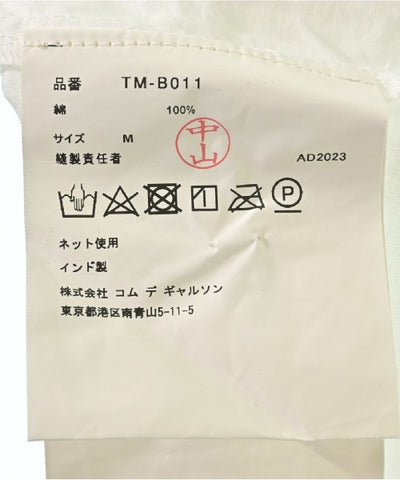 品番 TM-B011
綿 100%
サイズ M
中山
縫製責任者 AD2023
P
ネット使用
インド製
株式会社 コム デ ギャルソン
東京都港区南青山5-11-5